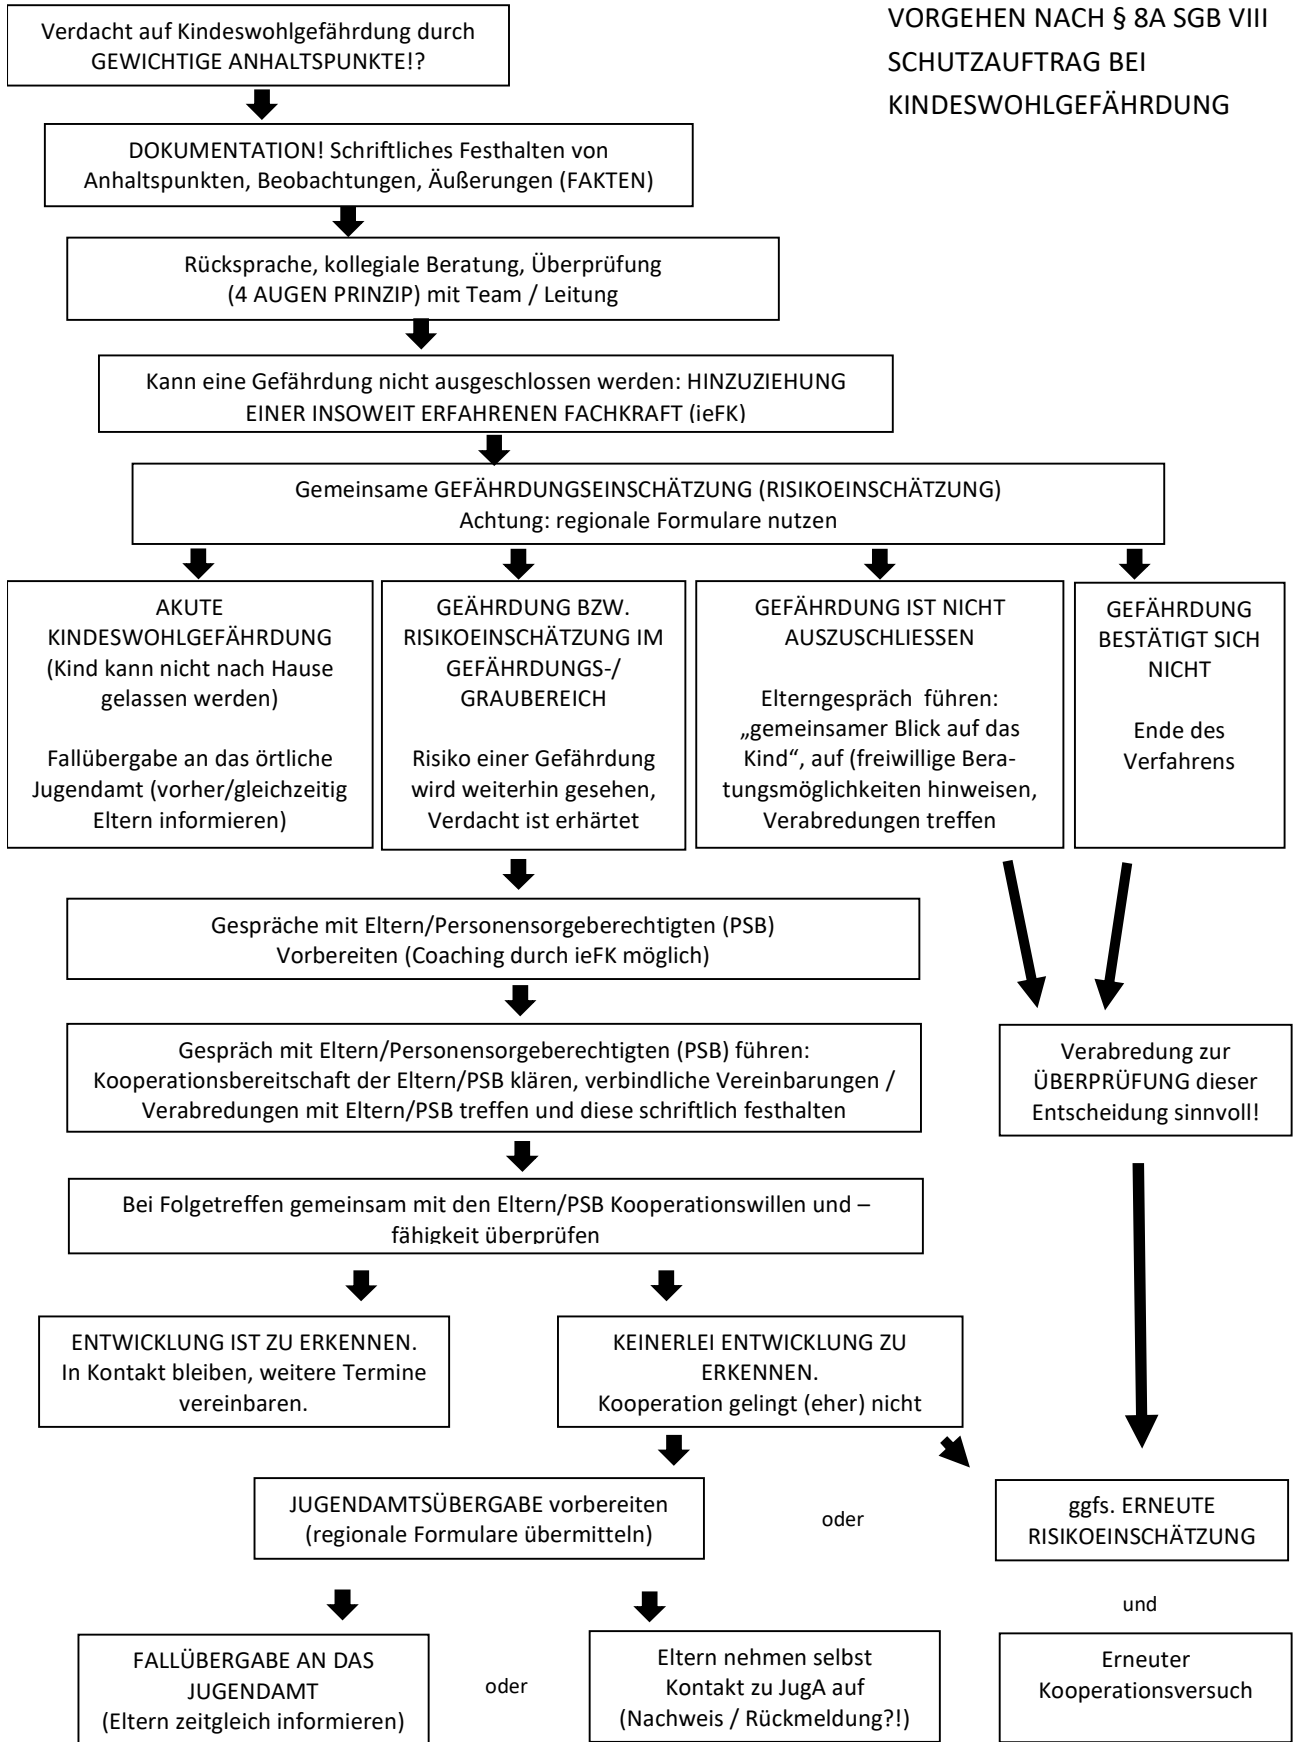 VORGEHEN NACH § 8A SGB VIII
SCHUTZAUFTRAG BEI
KINDESWOHLGEFÄHRDUNG
Verdacht auf Kindeswohlgefährdung durch
GEWICHTIGE ANHALTSPUNKTE!?
DOKUMENTATION! Schriftliches Festhalten von
Anhaltspunkten, Beobachtungen, Äußerungen (FAKTEN)
Rücksprache, kollegiale Beratung, Überprüfung
(4 AUGEN PRINZIP) mit Team / Leitung
Kann eine Gefährdung nicht ausgeschlossen werden: HINZUZIEHUNG
EINER INSOWEIT ERFAHRENEN FACHKRAFT (ieFK)
Gemeinsame GEFÄHRDUNGSEINSCHÄTZUNG (RISIKOEINSCHÄTZUNG)
Achtung: regionale Formulare nutzen
AKUTE
KINDESWOHLGEFÄHRDUNG
(Kind kann nicht nach Hause
gelassen werden)
Fallübergabe an das örtliche
Jugendamt (vorher/gleichzeitig
Eltern informieren)
GEÄHRDUNG BZW.
RISIKOEINSCHÄTZUNG IM
GEFÄHRDUNGS-/
GRAUBEREICH
Risiko einer Gefährdung
wird weiterhin gesehen,
Verdacht ist erhärtet
GEFÄHRDUNG IST NICHT
AUSZUSCHLIESSEN
Elterngespräch führen:
„gemeinsamer Blick auf das
Kind“, auf (freiwillige Bera-
tungsmöglichkeiten hinweisen,
Verabredungen treffen
GEFÄHRDUNG
BESTÄTIGT SICH
NICHT
Ende des
Verfahrens
Gespräche mit Eltern/Personensorgeberechtigten (PSB)
Vorbereiten (Coaching durch ieFK möglich)
Gespräch mit Eltern/Personensorgeberechtigten (PSB) führen:
Kooperationsbereitschaft der Eltern/PSB klären, verbindliche Vereinbarungen /
Verabredungen mit Eltern/PSB treffen und diese schriftlich festhalten
Verabredung zur
ÜBERPRÜFUNG dieser
Entscheidung sinnvoll!
Bei Folgetreffen gemeinsam mit den Eltern/PSB Kooperationswillen und –
fähigkeit überprüfen
ENTWICKLUNG IST ZU ERKENNEN.
In Kontakt bleiben, weitere Termine
vereinbaren.
KEINERLEI ENTWICKLUNG ZU
ERKENNEN.
Kooperation gelingt (eher) nicht
JUGENDAMTSÜBERGABE vorbereiten
(regionale Formulare übermitteln)
oder
ggfs. ERNEUTE
RISIKOEINSCHÄTZUNG
und
FALLÜBERGABE AN DAS
JUGENDAMT
(Eltern zeitgleich informieren)
oder
Eltern nehmen selbst
Kontakt zu JugA auf
(Nachweis / Rückmeldung?!)
Erneuter
Kooperationsversuch